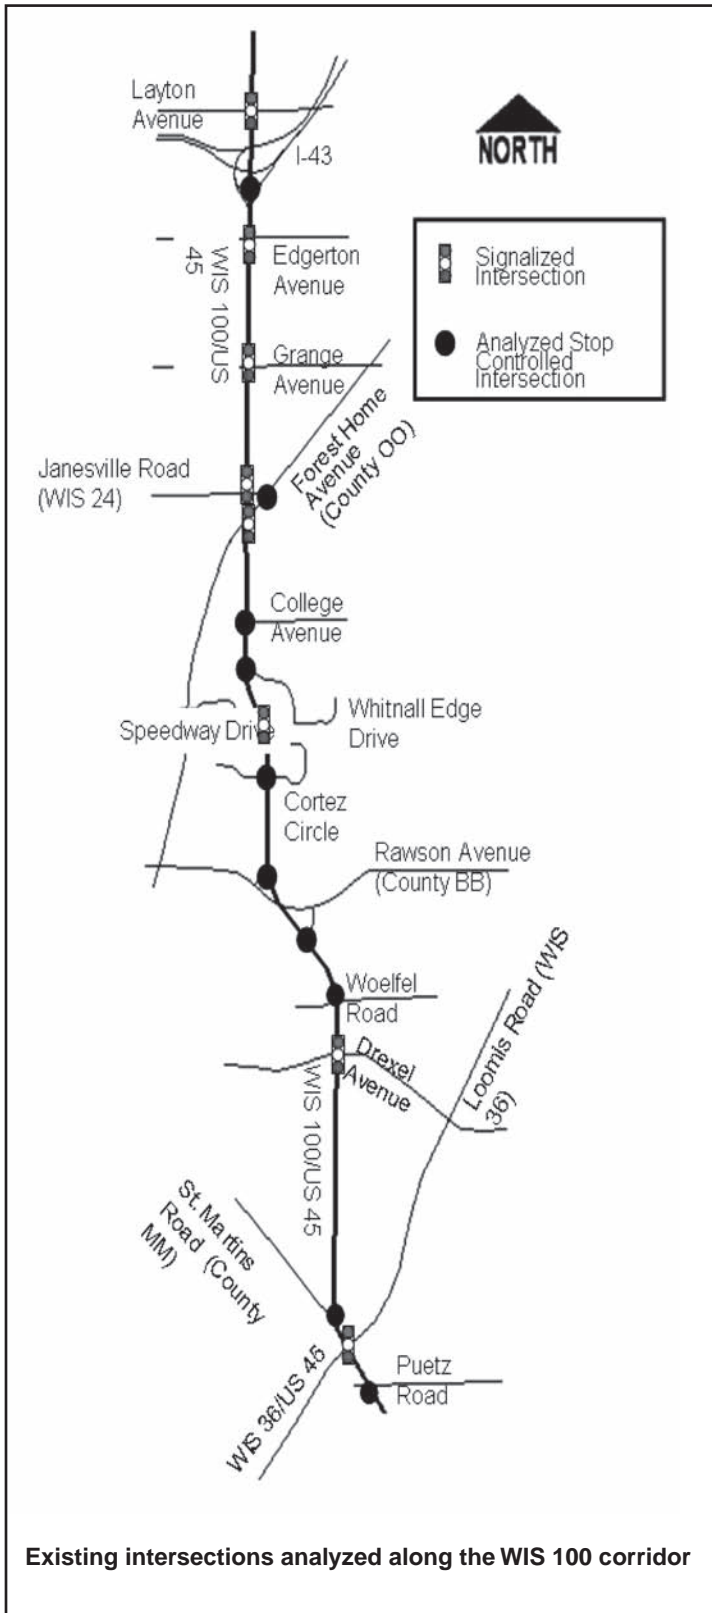 Layton
Avenue
I-43
NORTH
WIS 100/US
45
Edgerton
Avenue
Signalized
Intersection
Analyzed Stop
Controlled
Intersection
Grange
Avenue
Forest Home
Avenue
(County OO)
Janesville Road
(WIS 24)
College
Avenue
Whitnall Edge
Drive
Speedway Drive
Cortez
Circle
Rawson Avenue
(County BB)
Woelfel
Road
Loomis Road (WIS
36)
Drexel
Avenue
WIS 100/US 45
St. Martins
Road (County
MM)
WIS 36/US 45
Puetz
Road
Existing intersections analyzed along the WIS 100 corridor